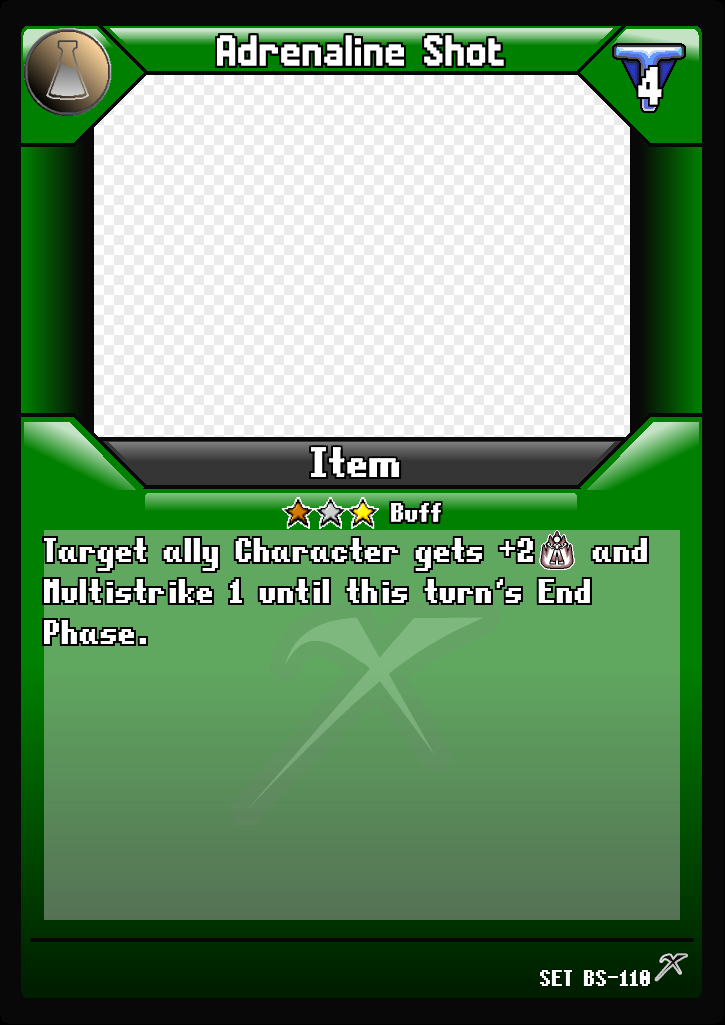 Adrenaline Shot
4
Item
Buff
Target ally Character gets +2 and
Multistrike 1 until this turn's End
Phase.
SET BS-110